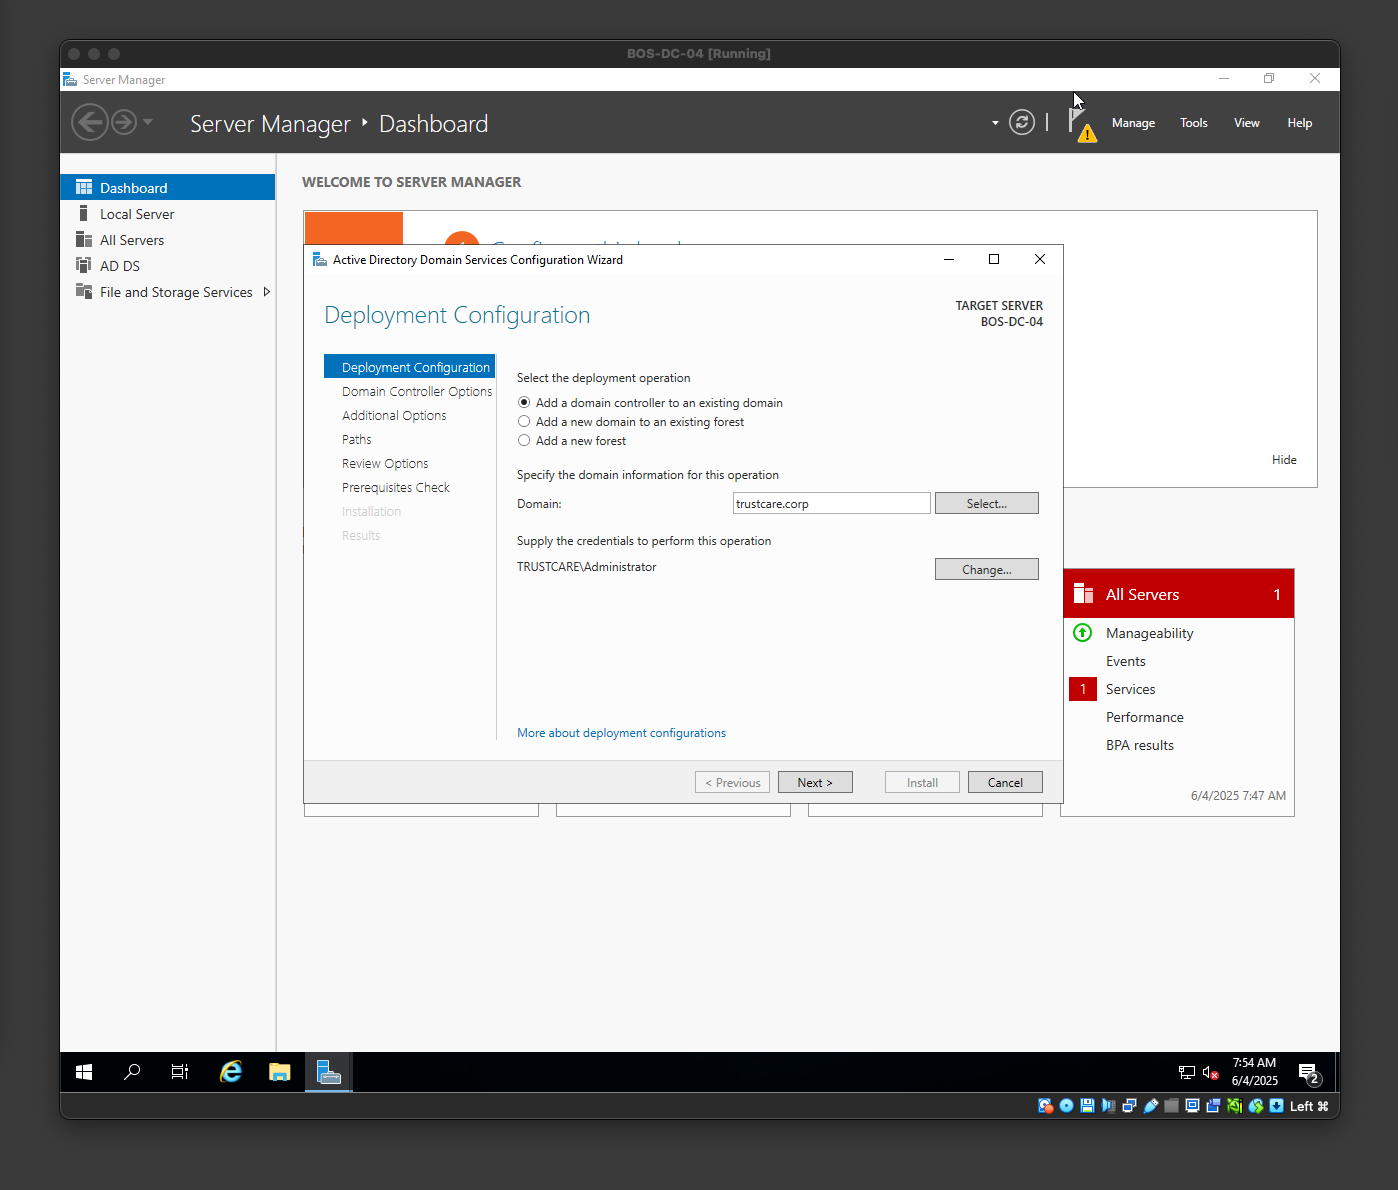 BOS-DC-04 [Running]
Server Manager
Server Manager
Dashboard
Manage
Tools
View
Help
Dashboard
Local Server
All Servers
AD DS
File and Storage Services
WELCOME TO SERVER MANAGER
Active Directory Domain Services Configuration Wizard
Deployment Configuration
TARGET SERVER
BOS-DC-04
Deployment Configuration
Domain Controller Options
Additional Options
Paths
Review Options
Prerequisites Check
Installation
Results
Select the deployment operation
Add a domain controller to an existing domain
Add a new domain to an existing forest
Add a new forest
Specify the domain information for this operation
Domain:
trustcare.corp
Select...
Supply the credentials to perform this operation
TRUSTCARE\Administrator
Change...
More about deployment configurations
< Previous
Next >
Install
Cancel
Hide
All Servers
1
Manageability
Events
1
Services
Performance
BPA results
6/4/2025 7:47 AM
7:54 AM
6/4/2025
2
Left ⌘